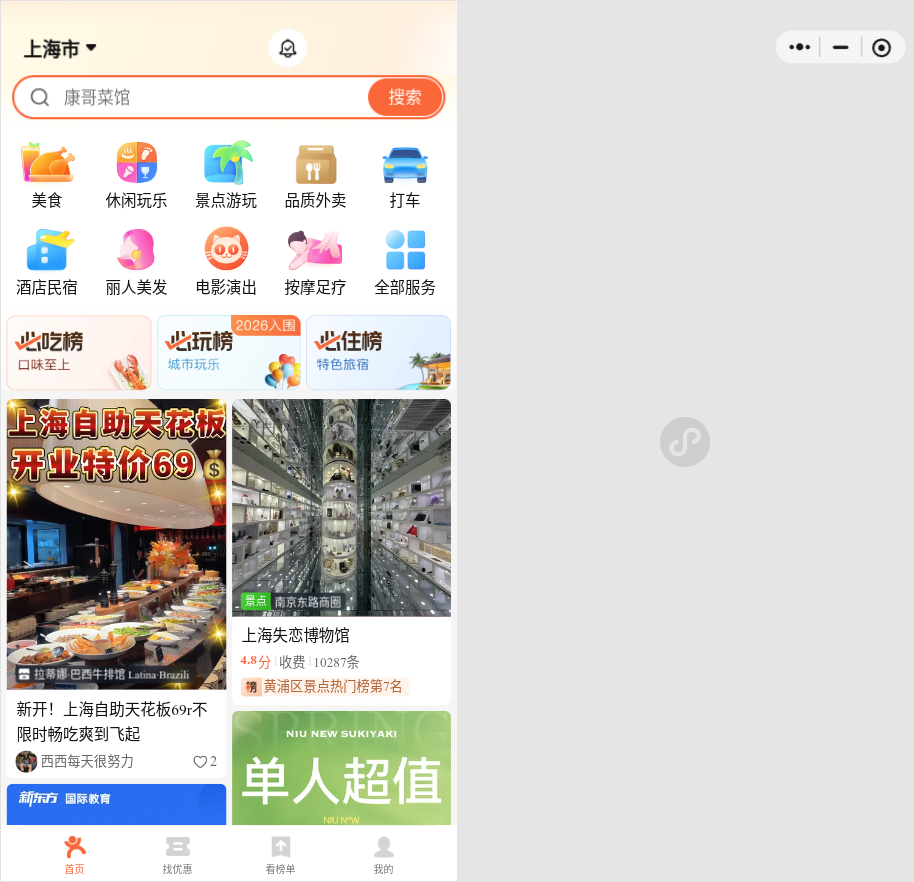 上海市
康哥菜馆
搜索
美食
休闲玩乐
景点游玩
品质外卖
打车
酒店民宿
丽人美发
电影演出
按摩足疗
全部服务
必吃榜
口味至上
必玩榜
2026入围
城市玩乐
必住榜
特色旅宿
上海自助天花板
开业特价69
拉蒂娜·巴西牛排馆 Latina·Brazili
新开！上海自助天花板69r不
限时畅吃爽到飞起
西西每天很努力
2
新东方 国际教育
景点 南京东路商圈
上海失恋博物馆
4.8分 收费 10287条
榜 黄浦区景点热门榜第7名
SPRING
NIU NEW SUKIYAKI
单人超值
NIU N*W
首页
找优惠
看榜单
我的